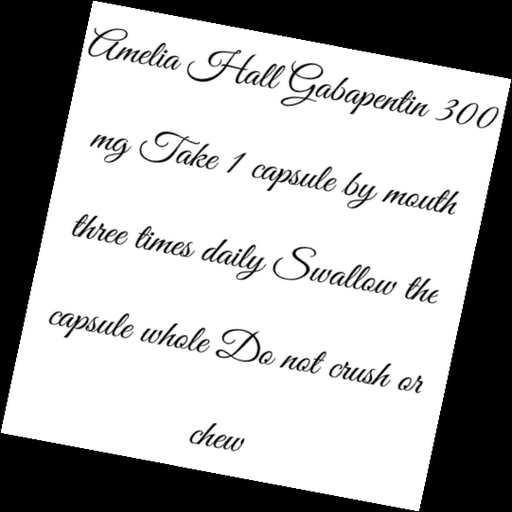 Amelia Hall Gabapentin 300
mg Take 1 capsule by mouth
three times daily Swallow the
capsule whole Do not crush or
chew